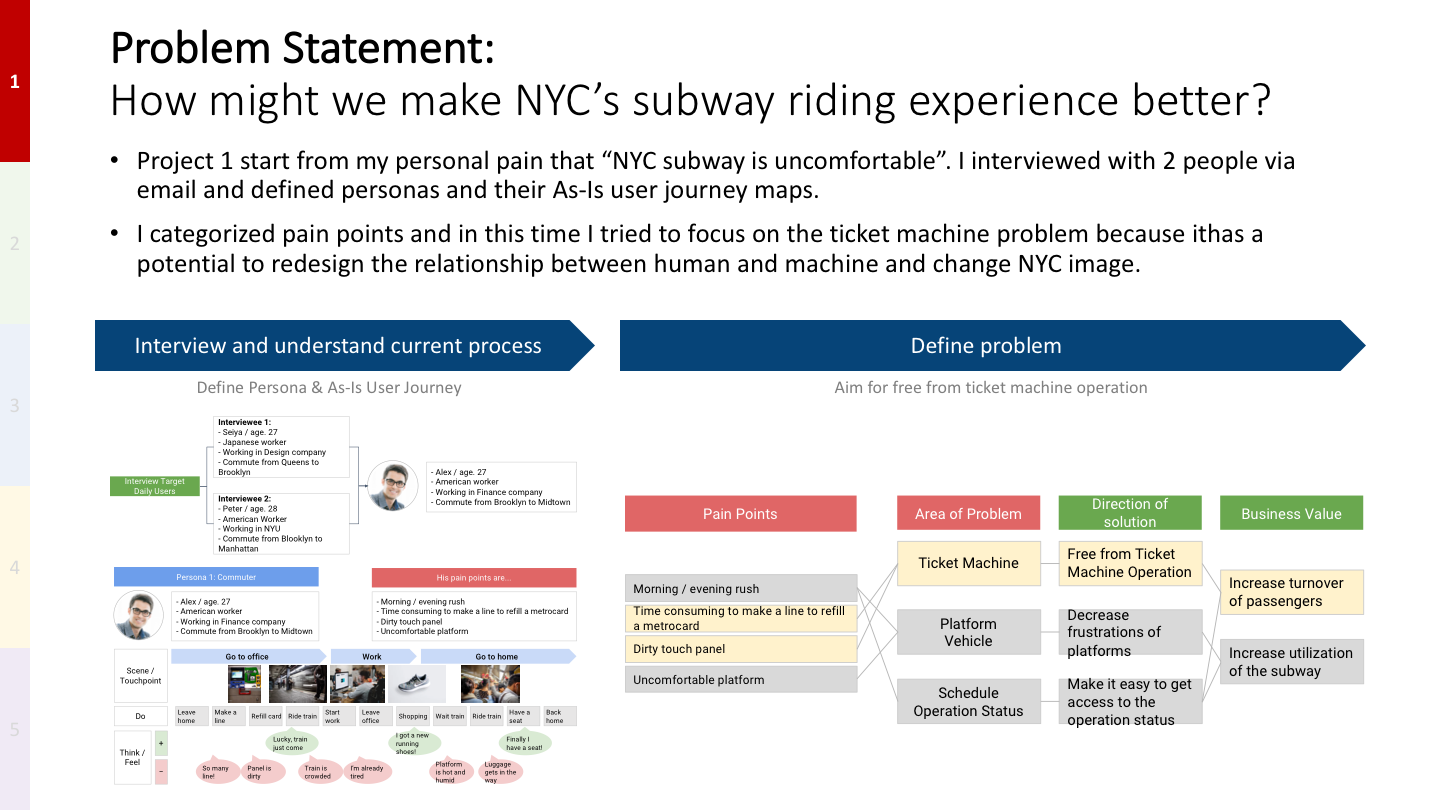 1
2
3
4
5
Problem Statement:
How might we make NYC’s subway riding experience better?
• Project 1 start from my personal pain that “NYC subway is uncomfortable”. I interviewed with 2 people via
email and defined personas and their As-Is user journey maps.
• I categorized pain points and in this time I tried to focus on the ticket machine problem because ithas a
potential to redesign the relationship between human and machine and change NYC image.
Interview and understand current process
Define Persona & As-Is User Journey
Interview Target
Daily Users
Interviewee 1:
- Seiya / age. 27
- Japanese worker
- Working in Design company
- Commute from Queens to
Brooklyn
Interviewee 2:
- Peter / age. 28
- American Worker
- Working in NYU
- Commute from Blooklyn to
Manhattan
- Alex / age. 27
- American worker
- Working in Finance company
- Commute from Brooklyn to Midtown
Persona 1: Commuter
- Alex / age. 27
- American worker
- Working in Finance company
- Commute from Brooklyn to Midtown
His pain points are...
- Morning / evening rush
- Time consuming to make a line to refill a metrocard
- Dirty touch panel
- Uncomfortable platform
Scene /
Touchpoint
Go to office
Work
Go to home
Do
Leave
home
Make a
line
Refill card
Ride train
Start
work
Leave
office
Shopping
Wait train
Ride train
Have a
seat
Back
home
Think /
Feel
+
Lucky, train
just come
I got a new
running
shoes!
Finally I
have a seat!
–
So many
line!
Panel is
dirty
Train is
crowded
I'm already
tired
Platform
is hot and
humid
Luggage
gets in the
way
Define problem
Aim for free from ticket machine operation
Pain Points
Morning / evening rush
Time consuming to make a line to refill
a metrocard
Dirty touch panel
Uncomfortable platform
Area of Problem
Ticket Machine
Platform
Vehicle
Schedule
Operation Status
Direction of
solution
Free from Ticket
Machine Operation
Decrease
frustrations of
platforms
Make it easy to get
access to the
operation status
Business Value
Increase turnover
of passengers
Increase utilization
of the subway